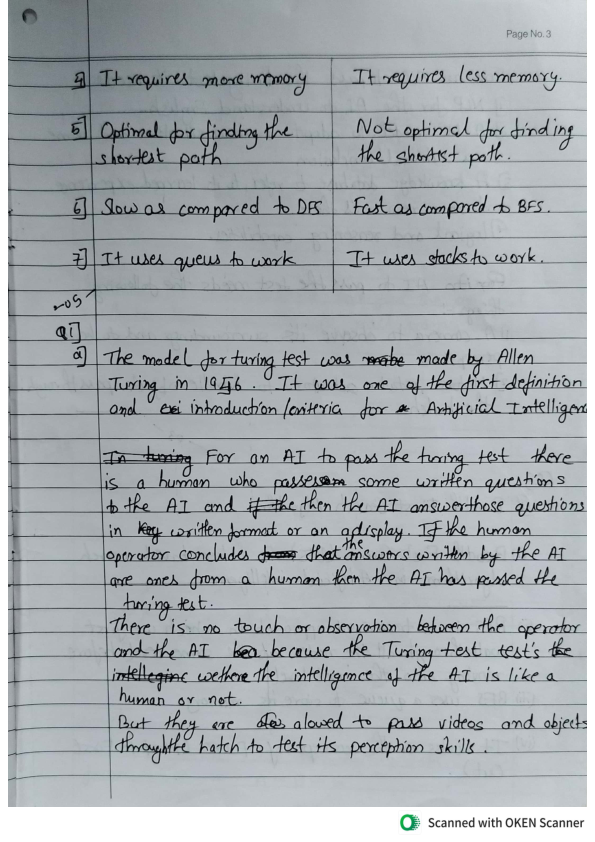 Page No. 3
4] It requires more memory It requires less memory.
5] Optimal for finding the Not optimal for finding
shortest path the shortest path.
6] Slow as compared to DFS Fast as compared to BFS.
7] It uses queus to work It uses stocks to work.
Q1]
a] The model for turing test was made by Allen
Turing in . It was one of the first definition
and introduction/criteria for Artificial Intelligenc
In turing For an AI to pass the turing test there
is a human who passes some written questions
to the AI and if the then the AI answer those questions
in written format or on a display. If the human
operator concludes that the answers written by the AI
are ones from a human then the AI has passed the
turing test.
There is no touch or observation between the operator
and the AI because the Turing test test's the
wethere the intelligence of the AI is like a
human or not.
But they are alowed to pass videos and objects
through the hatch to test its perception skills.
Scanned with OKEN Scanner